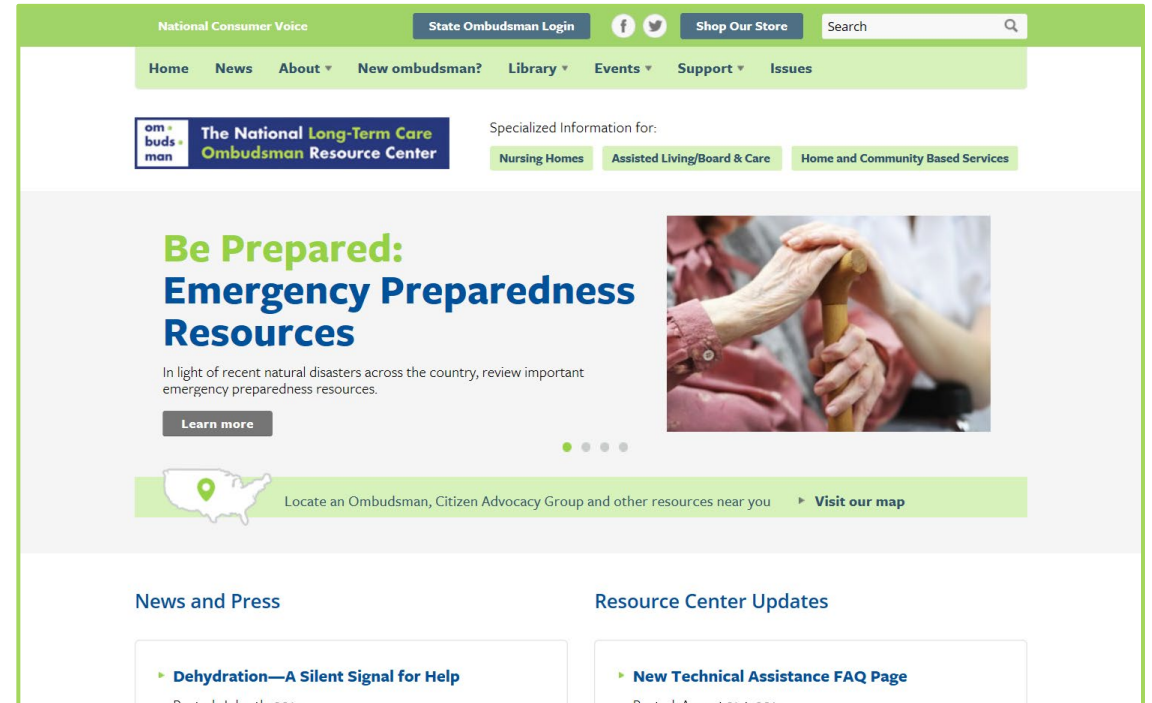 National Consumer Voice
State Ombudsman Login
Shop Our Store
Search
Home News About New ombudsman? Library Events Support Issues
om
buds
man
The National Long-Term Care
Ombudsman Resource Center
Specialized Information for:
Nursing Homes
Assisted Living/Board & Care
Home and Community Based Services
Be Prepared:
Emergency Preparedness
Resources
In light of recent natural disasters across the country, review important
emergency preparedness resources.
Learn more
Locate an Ombudsman, Citizen Advocacy Group and other resources near you
Visit our map
News and Press
Resource Center Updates
Dehydration—A Silent Signal for Help
New Technical Assistance FAQ Page